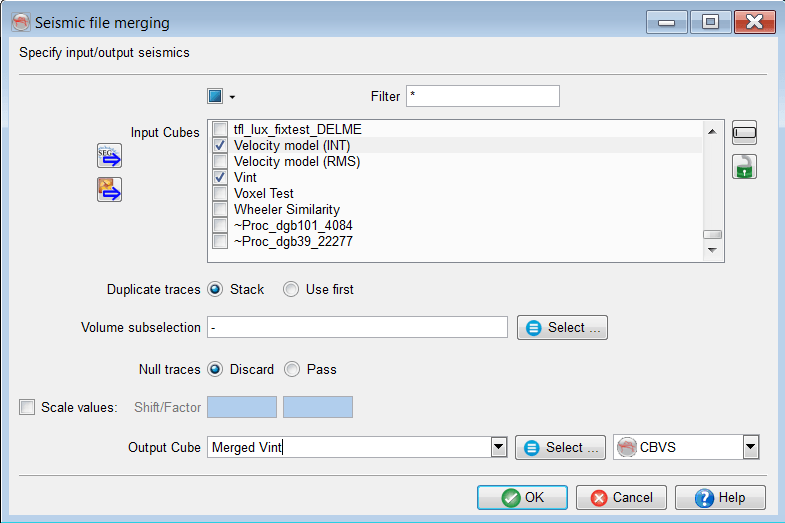 Seismic file merging
Specify input/output seismics
Filter *
Input Cubes
tfl_lux_fixtest_DELME
Velocity model (INT)
Velocity model (RMS)
Vint
Voxel Test
Wheeler Similarity
~Proc_dgb101_4084
~Proc_dgb39_22277
SEG
Duplicate traces Stack Use first
Volume subselection - Select ...
Null traces Discard Pass
Scale values: Shift/Factor
Output Cube Merged Vint Select ... CBVS
OK Cancel ? Help